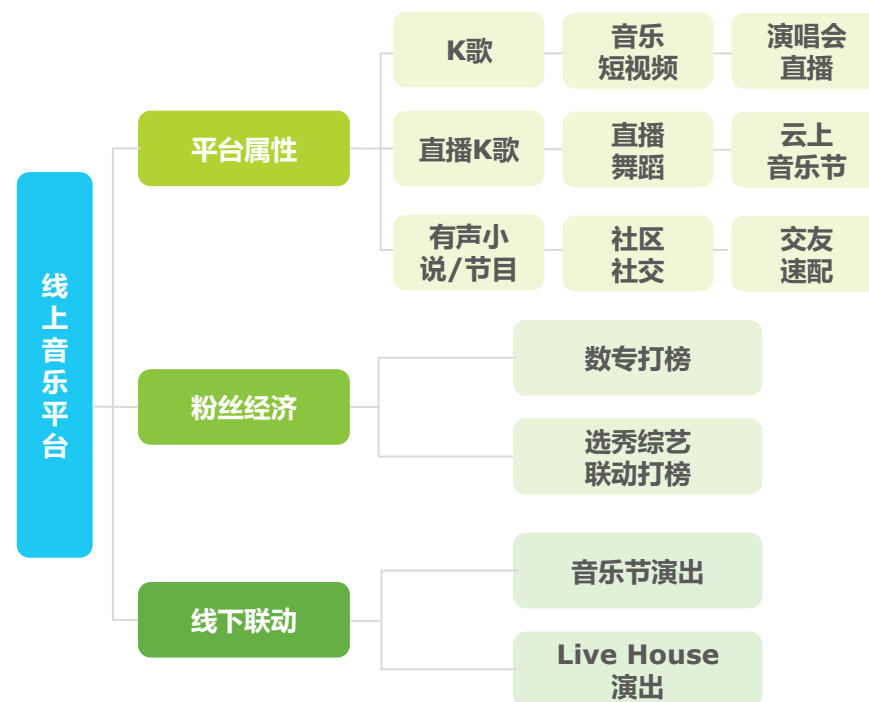 线上音乐平台
平台属性
K歌
音乐
短视频
演唱会
直播
直播K歌
直播
舞蹈
云上
音乐节
有声小
说/节目
社区
社交
交友
速配
粉丝经济
数专打榜
选秀综艺
联动打榜
线下联动
音乐节演出
Live House
演出